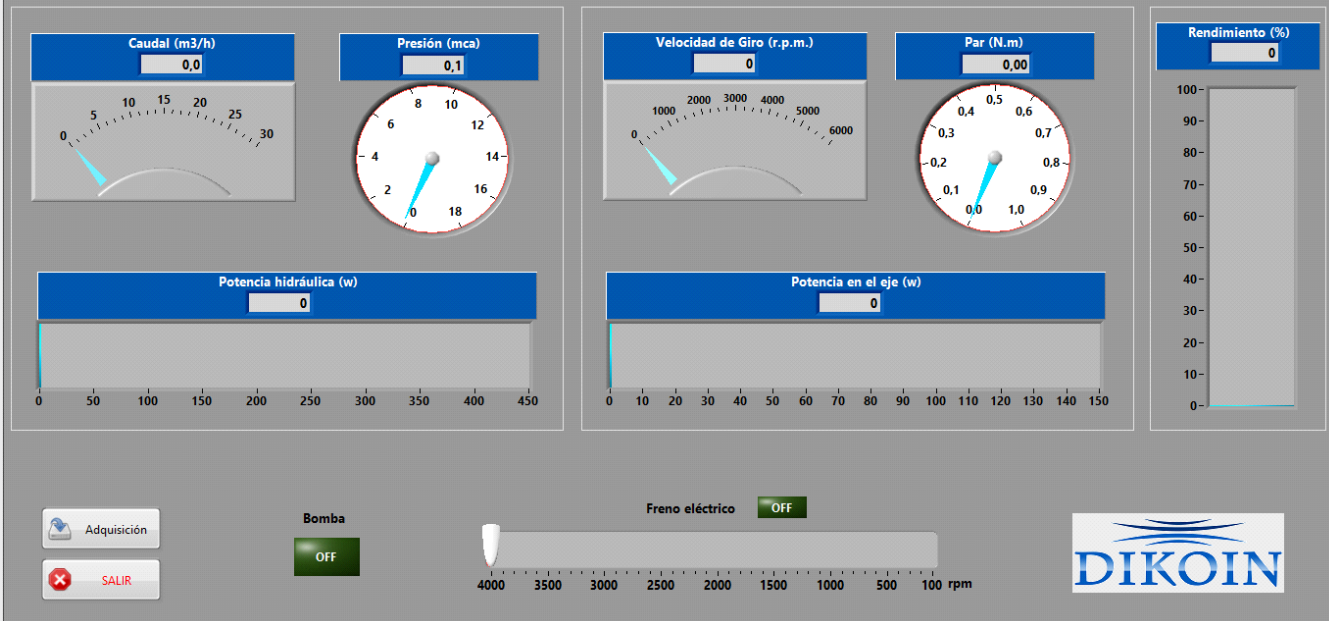 Caudal (m3/h)
0,0
0 5 10 15 20 25 30
Presión (mca)
0,1
0 2 4 6 8 10 12 14 16 18
Velocidad de Giro (r.p.m.)
0
0 1000 2000 3000 4000 5000 6000
Par (N.m)
0,00
0,0 0,1 0,2 0,3 0,4 0,5 0,6 0,7 0,8 0,9 1,0
Rendimiento (%)
0
100
90
80
70
60
50
40
30
20
10
0
Potencia hidráulica (w)
0
0 50 100 150 200 250 300 350 400 450
Potencia en el eje (w)
0
0 10 20 30 40 50 60 70 80 90 100 110 120 130 140 150
Adquisición
SALIR
Bomba
OFF
Freno eléctrico OFF
4000 3500 3000 2500 2000 1500 1000 500 100 rpm
DIKOIN